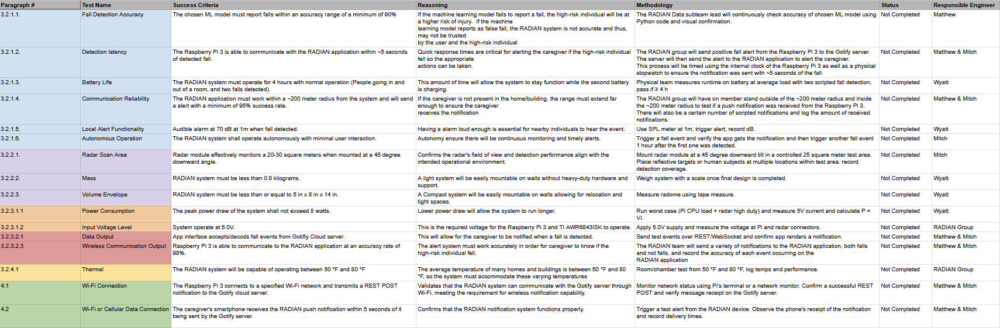 Paragraph # Test Name Success Criteria Reasoning Methodology Status Responsible Engineer
3.2.1.1. Fall Detection Accuracy The chosen ML model must report falls within an accuracy range of a minimum of 90% If the machine learning model fails to report a fall, the high-risk individual will be at The RADIAN Data subteam lead will continuously check accuracy of chosen ML model using Not Completed Matthew
a higher risk of injury. If the machine Python code and visual confirmation.
learning model reports as false fall, the RADIAN system is not accurate and thus,
may not be trusted
by the user and the high-risk individual
3.2.1.2. Detection latency The Raspberry Pi 3 is able to communicate with the RADIAN application within ~5 seconds Quick response times are critical for alerting the caregiver if the high-risk individual The RADIAN group will send positive fall alert from the Raspberry Pi 3 to the Gotify server. Not Completed Matthew & Mitch
of detected fall. fell so the appropriate The server will then send the alert to the RADIAN application to alert the caregiver.
actions can be taken. This process will be timed using the internal clock of the Raspberry Pi 3 as well as a physical
stopwatch to ensure the notification was sent with ~5 seconds of the fall.
3.2.1.3. Battery LIfe The RADIAN system must operate for 4 hours with normal operation (People going in and This amount of time will allow the system to stay function while the second battery Physical team measures runtime on battery at average load with two scripted fall detection, Not Completed Wyatt
out of a room, and two falls detected). is charging. pass if ≥ 4 h
3.2.1.4. Communication Reliability The RADIAN application must work within a ~200 meter radius from the system and will send If the caregiver is not present in the home/building, the range must extend far The RADIAN group will have on member stand outside of the ~200 meter radius and inside Not Completed Matthew & Mitch
a alert with a minimum of 95% success rate. enough to ensure the caregiver the ~200 meter radius to test if a push notification was received from the Raspberry Pi 3.
receives the notification There will also be a certain number of scripted notifications and log the amount of received
notifications.
3.2.1.5. Local Alert Functionality Audible alarm at 70 dB at 1m when fall detected. Having a alarm loud enough is essential for nearby individuals to hear the event. Use SPL meter at 1m, trigger alert, record dB. Not Completed Wyatt
3.2.1.6. Autonomous Operation The RADIAN system shall operate autonomously with minimal user interaction. Autonomy ensure there will be continuous monitoring and timely alerts. Trigger a fall event and verify the app gets the notification and then trigger another fall event Not Completed Mitch
1 hour after the first one was detected.
3.2.2.1. Radar Scan Area Radar module effectively monitors a 20-30 square meters when mounted at a 45 degree Confirms the radar's field of view and detection performance align with the Mount radar module at a 45 degree downward tilt in a controlled 25 square meter test area. Not Completed Mitch
downward angle. intended operational environment. Place reflective targets or human subjects at multiple locations within test area. record
detection coverage.
3.2.2.2. Mass RADIAN system must be less than 0.8 kilograms. A light system will be easily mountable on walls without heavy-duty hardware and Weigh system with a scale once final design is completed. Not Completed Wyatt
support.
3.2.2.3. Volume Envelope RADIAN system must be less than or equal to 5 in x 8 in x 14 in. A Compact system will be easily mountable on walls allowing for relocation and Measure radome using tape measure. Not Completed Wyatt
tight spaces.
3.2.3.1.1 Power Consumption The peak power draw of the system shall not exceed 8 watts. Lower power draw will allow the system to run longer. Run worst case (Pi CPU load + radar high duty) and measure 5V current and calculate P = Not Completed Wyatt
VI.
3.2.3.1.2 Input Voltage Level System operate at 5.0V. This is the required voltage for the Raspberry Pi 3 and TI AWR6843ISK to operate. Apply 5.0V supply and measure the voltage at Pi and radar connectors. Not Completed RADIAN Group
3.2.3.2.1 Data Output App interface accepts/decods fall events from Gotifiy Cloud server. This will allow for the caregiver to be notified when a fall is detected. Send test events over REST/WebSocket and confirm app renders a notification. Not Completed Matthew & Mitch
3.2.3.2.3 Wireless Communication Output Raspberry Pi 3 is able to communicate to the RADIAN application at an accuracy rate of The alert system must work accurately in order for caregiver to know if the The RADIAN team will send a variety of notifications to the RADIAN application, both falls Not Completed Matthew & Mitch
98%. high-risk individual fell. and not falls, and record the accuracy of each event occurring on the
RADIAN application
3.2.4.1 Thermal The RADIAN system will be capable of operating between 50 °F and 80 °F The average temperature of many homes and buildings is between 50 °F and 80 Room/chamber test from 50 °F and 80 °F, log temps and performance. Not Completed RADIAN Group
°F, so the system must accommodate these varying temperatures
4.1 Wi-Fi Connection The Raspberry Pi 3 connects to a specified Wi-Fi network and transmits a REST POST Validates that the RADIAN system can communicate with the Gotify server through Monitor network status using Pi's terminal or a network monitor. Confirm a successful REST Not Completed Matthew & Mitch
notification to the Gotify cloud server. Wi-Fi, meeting the requirement for wireless notification capability. POST and verify message receipt on the Gotify server.
4.2 Wi-Fi or Cellular Data Connection The caregiver's smartphone receives the RADIAN push notification within 5 seconds of it Confirms that the RADIAN notification system functions properly. Trigger a test alert from the RADIAN device. Observe the phone's receipt of the notification Not Completed Matthew & Mitch
being sent by the Gotify server. and record delivery times.